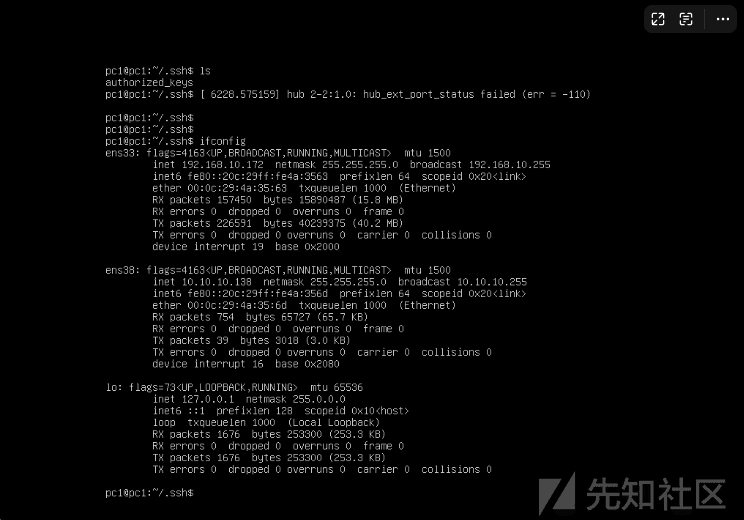 pc1@pc1:~/.ssh$ ls
authorized_keys
pc1@pc1:~/.ssh$ [ 6228.575159] hub 2-2:1.0: hub_ext_port_status failed (err = -110)
pc1@pc1:~/.ssh$
pc1@pc1:~/.ssh$
pc1@pc1:~/.ssh$ ifconfig
ens33: flags=4163<UP,BROADCAST,RUNNING,MULTICAST>  mtu 1500
        inet 192.168.10.172  netmask 255.255.255.0  broadcast 192.168.10.255
        inet6 fe80::20c:29ff:fe4a:3563  prefixlen 64  scopeid 0x20<link>
        ether 00:0c:29:4a:35:63  txqueuelen 1000  (Ethernet)
        RX packets 157450  bytes 15890487 (15.8 MB)
        RX errors 0  dropped 0  overruns 0  frame 0
        TX packets 226591  bytes 40239375 (40.2 MB)
        TX errors 0  dropped 0 overruns 0  carrier 0  collisions 0
        device interrupt 19  base 0x2000
ens38: flags=4163<UP,BROADCAST,RUNNING,MULTICAST>  mtu 1500
        inet 10.10.10.138  netmask 255.255.255.0  broadcast 10.10.10.255
        inet6 fe80::20c:29ff:fe4a:356d  prefixlen 64  scopeid 0x20<link>
        ether 00:0c:29:4a:35:6d  txqueuelen 1000  (Ethernet)
        RX packets 754  bytes 65727 (65.7 KB)
        RX errors 0  dropped 0  overruns 0  frame 0
        TX packets 39  bytes 3018 (3.0 KB)
        TX errors 0  dropped 0 overruns 0  carrier 0  collisions 0
        device interrupt 16  base 0x2080
lo: flags=73<UP,LOOPBACK,RUNNING>  mtu 65536
        inet 127.0.0.1  netmask 255.0.0.0
        inet6 ::1  prefixlen 128  scopeid 0x10<host>
        loop  txqueuelen 1000  (Local Loopback)
        RX packets 1676  bytes 253300 (253.3 KB)
        RX errors 0  dropped 0  overruns 0  frame 0
        TX packets 1676  bytes 253300 (253.3 KB)
        TX errors 0  dropped 0 overruns 0  carrier 0  collisions 0
pc1@pc1:~/.ssh$
先知社区